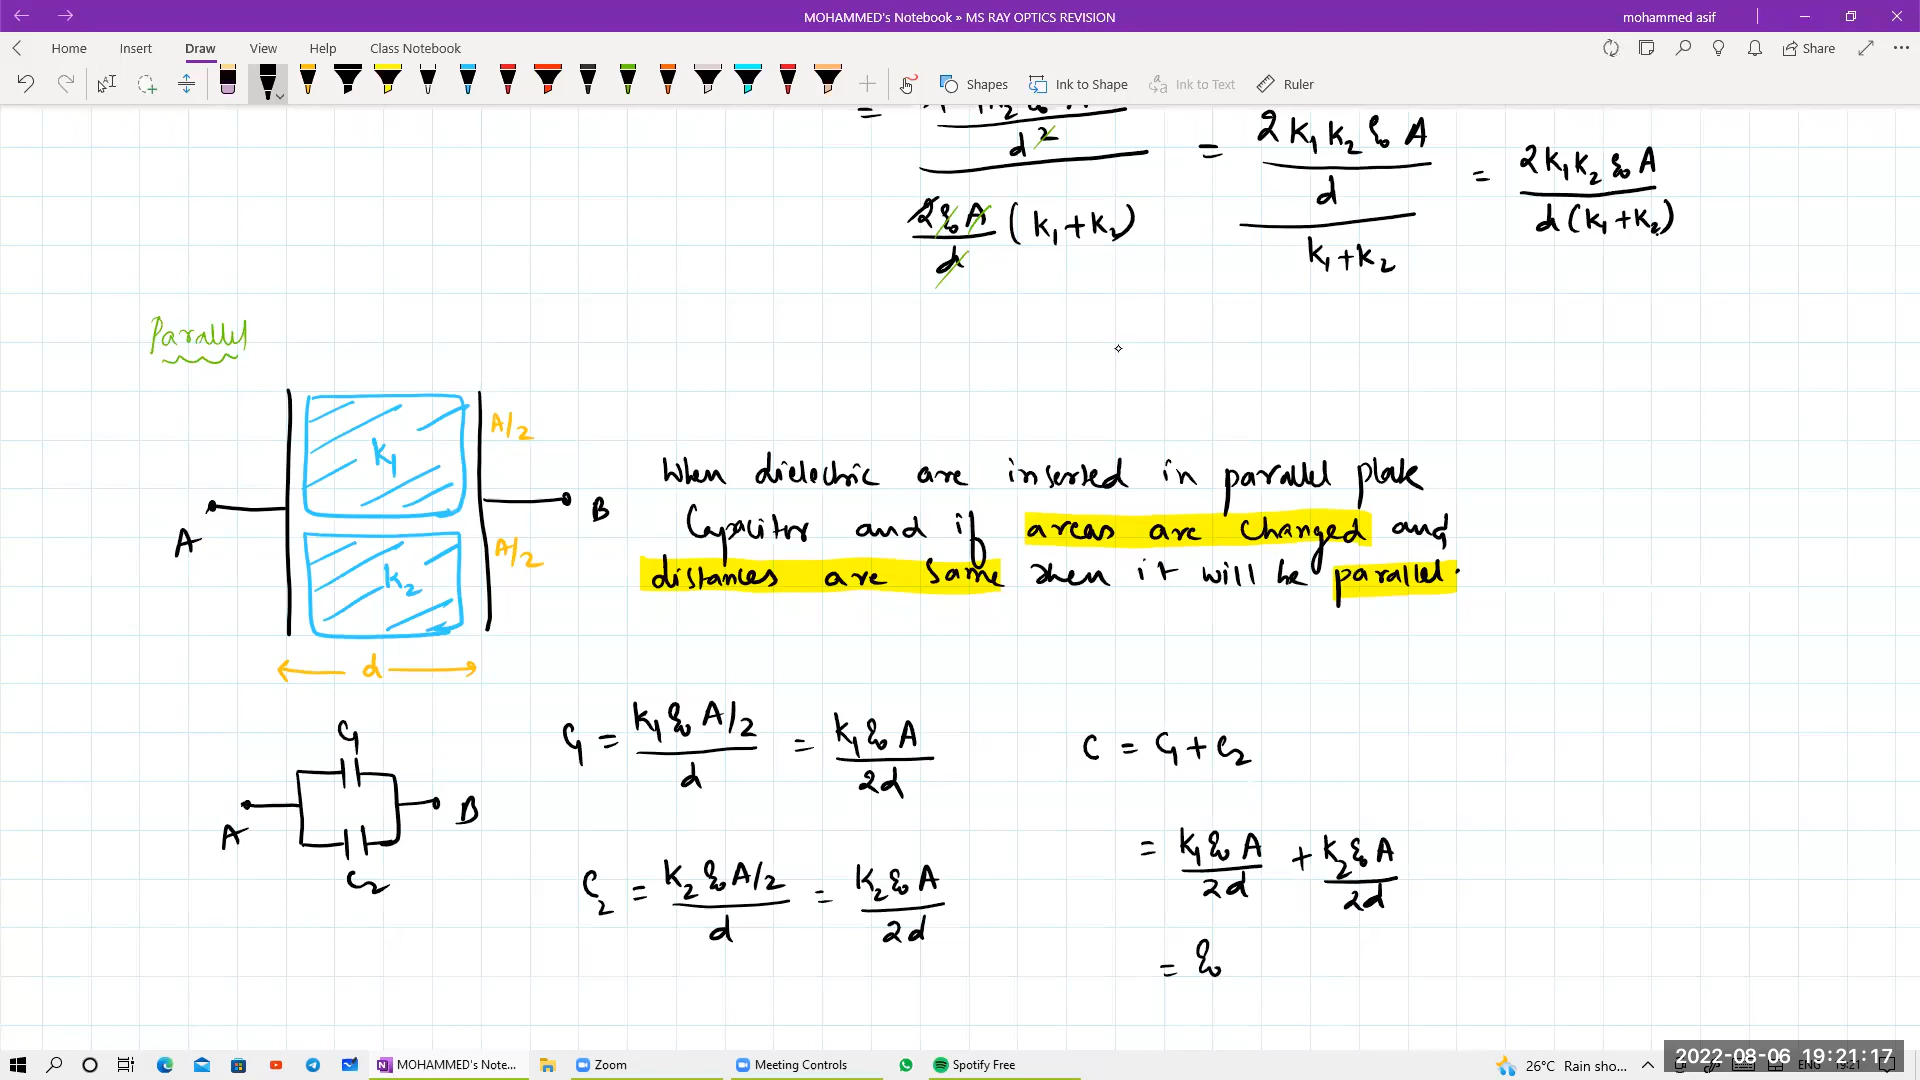 MOHAMMED's Notebook » MS RAY OPTICS REVISION
mohammed asif
Home Insert Draw View Help Class Notebook
Share
Shapes Ink to Shape Ink to Text Ruler
d²
= 2K₁K₂ε₀A / d
= 2K₁K₂ε₀A / d(K₁+K₂)
2ε₀A / d (K₁+K₂)
K₁+K₂
Parallel
A/2
K₁
A
B
A/2
K₂
d
When dielectric are inserted in parallel plate
Capacitor and if areas are changed and
distances are same then it will be parallel.
C₁
A
B
C₂
C₁ = K₁ε₀A/2 / d = K₁ε₀A / 2d
C = C₁+C₂
C₂ = K₂ε₀A/2 / d = K₂ε₀A / 2d
= K₁ε₀A / 2d + K₂ε₀A / 2d
= ε₀
MOHAMMED's Note... Zoom Meeting Controls Spotify Free
26°C Rain sho...
2022-08-06 19:21:17